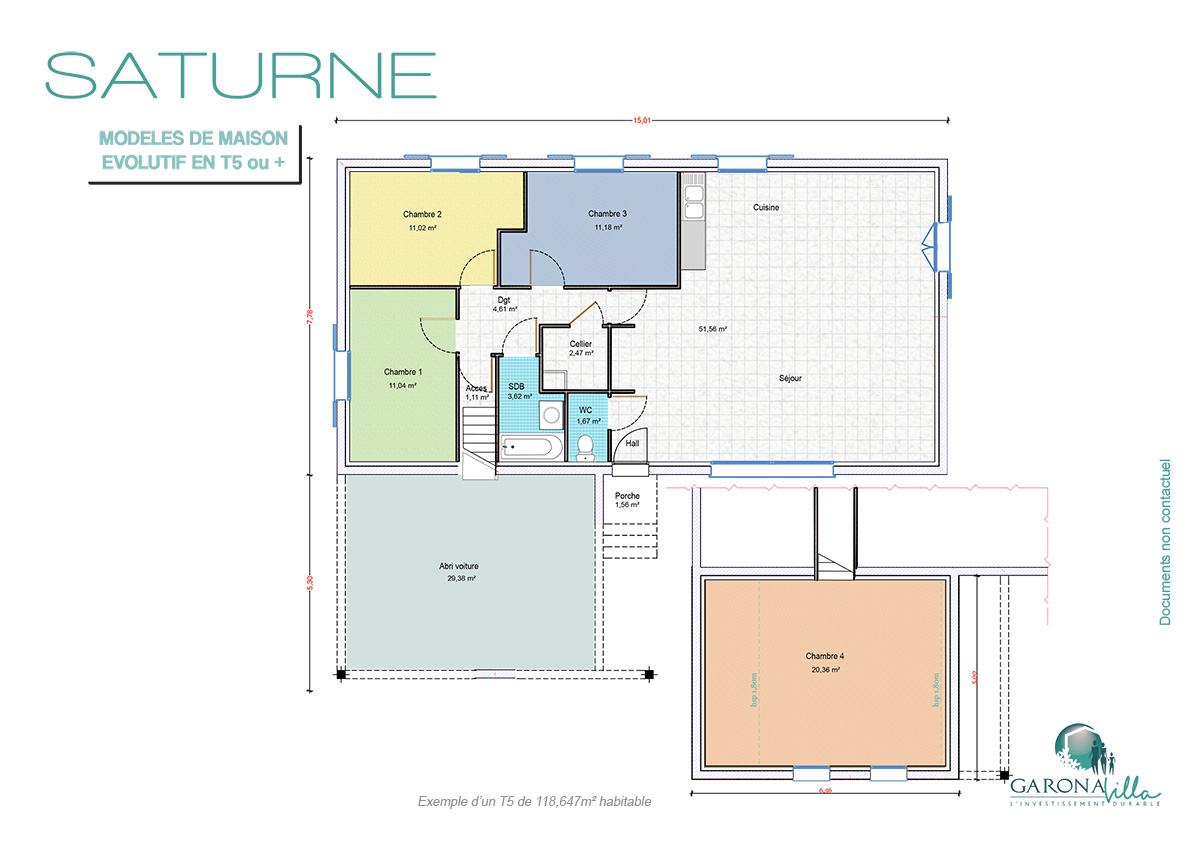 SATURNE
MODELES DE MAISON
EVOLUTIF EN T5 ou +
15,01
7,78
5,30
Chambre 2
11,02 m²
Chambre 3
11,18 m²
Cuisine
Dgt
4,61 m²
51,56 m²
Cellier
2,47 m²
Chambre 1
11,04 m²
Séjour
Acces
1,11 m²
SDB
3,62 m²
WC
1,67 m²
Hall
Porche
1,56 m²
Abri voiture
29,38 m²
Chambre 4
20,36 m²
hsp 1,80m
hsp 1,80m
5,00
6,95
Documents non contactuel
Exemple d'un T5 de 118,647m² habitable
GARONA Villa
L'INVESTISSEMENT DURABLE